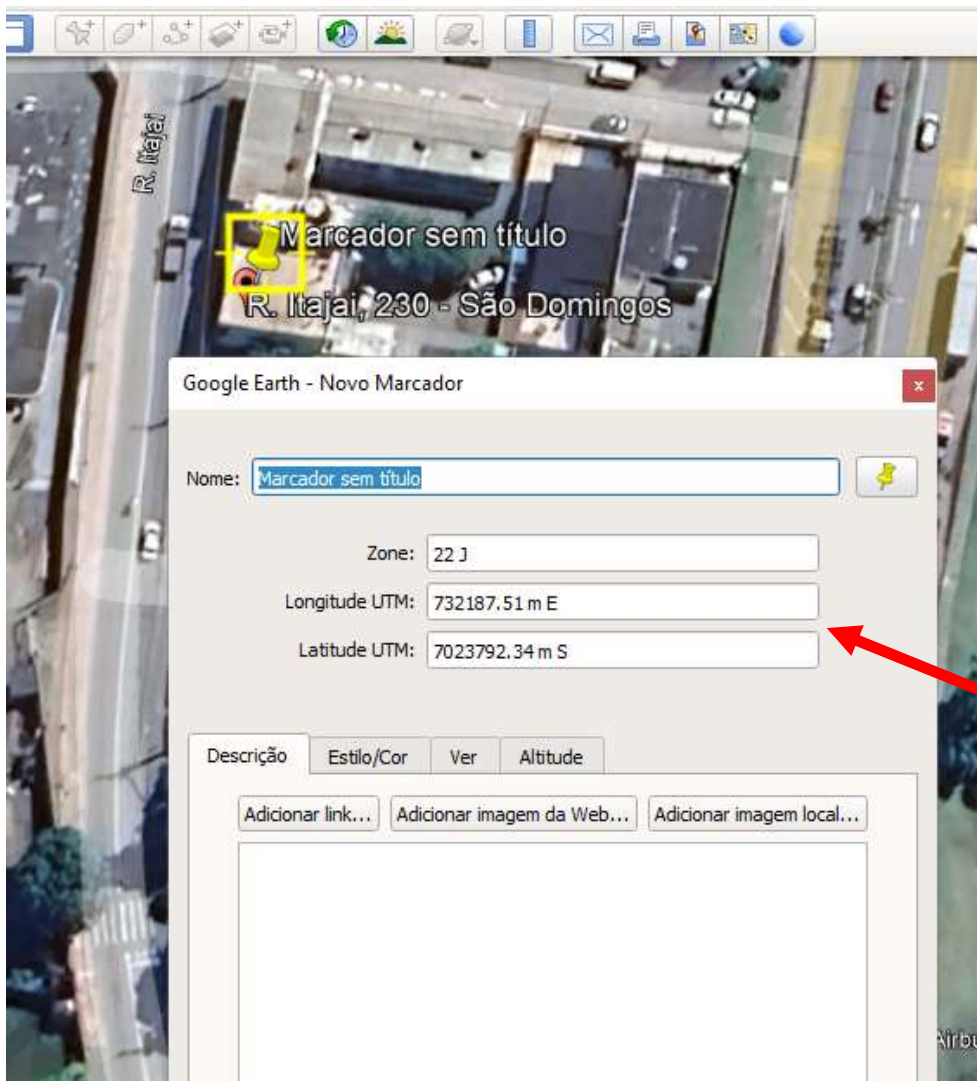 R. Itajaí
Marcador sem título
R. Itajaí, 230 - São Domingos
Google Earth - Novo Marcador
x
Nome: Marcador sem título
Zone: 22 J
Longitude UTM: 732187.51 m E
Latitude UTM: 7023792.34 m S
Descrição Estilo/Cor Ver Altitude
Adicionar link... Adicionar imagem da Web... Adicionar imagem local...